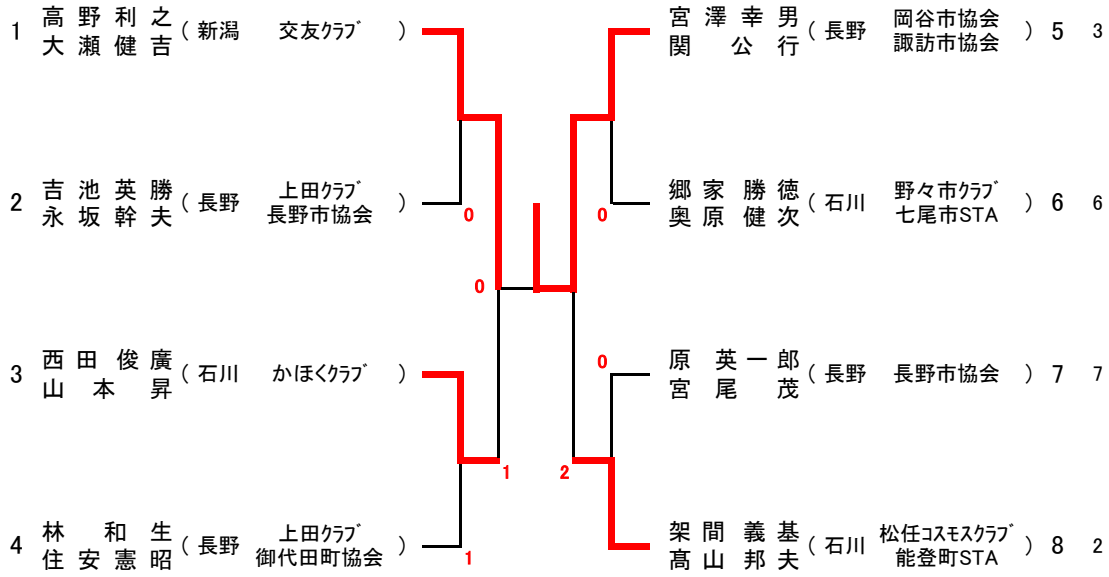 1 高野利之 大瀬健吉 ( 新潟 交友ｸﾗﾌﾞ )
宮澤幸男 関公行 ( 長野 岡谷市協会 諏訪市協会 ) 5 3
2 吉池英勝 永坂幹夫 ( 長野 上田ｸﾗﾌﾞ 長野市協会 )
0
0
郷家勝徳 奥原健次 ( 石川 野々市ｸﾗﾌﾞ 七尾市STA ) 6 6
0
3 西田俊廣 山本昇 ( 石川 かほくｸﾗﾌﾞ )
0
原英一郎 宮尾茂 ( 長野 長野市協会 ) 7 7
1
2
4 林和生 住安憲昭 ( 長野 上田ｸﾗﾌﾞ 御代田町協会 )
1
架間義基 髙山邦夫 ( 石川 松任ｺｽﾓｽｸﾗﾌﾞ 能登町STA ) 8 2